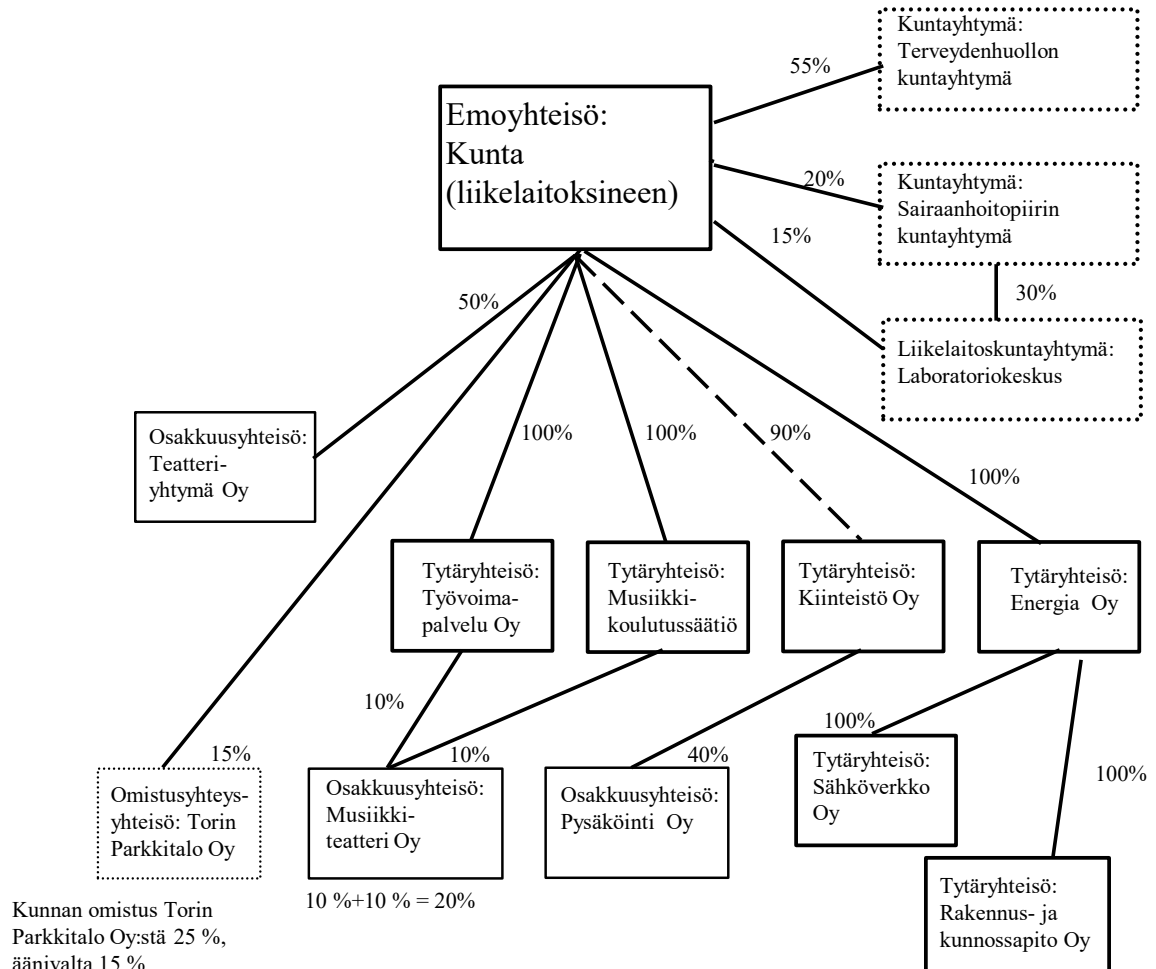 Kuntayhtymä:
Terveydenhuollon
kuntayhtymä
55%
Emoyhteisö:
Kunta
(liikelaitoksineen)
20%
Kuntayhtymä:
Sairaanhoitopiirin
kuntayhtymä
15%
30%
50%
Liikelaitoskuntayhtymä:
Laboratoriokeskus
Osakkuusyhteisö:
Teatteri-
yhtymä Oy
100%
100%
90%
100%
Tytäryhteisö:
Työvoima-
palvelu Oy
Tytäryhteisö:
Musiikki-
koulutussäätiö
Tytäryhteisö:
Kiinteistö Oy
Tytäryhteisö:
Energia Oy
10%
15%
10%
40%
100%
100%
Omistusyhteys-
yhteisö: Torin
Parkkitalo Oy
Osakkuusyhteisö:
Musiikki-
teatteri Oy
Osakkuusyhteisö:
Pysäköinti Oy
Tytäryhteisö:
Sähköverkko
Oy
10 %+10 % = 20%
Tytäryhteisö:
Rakennus- ja
kunnossapito Oy
Kunnan omistus Torin
Parkkitalo Oy:stä 25 %,
äänivalta 15 %